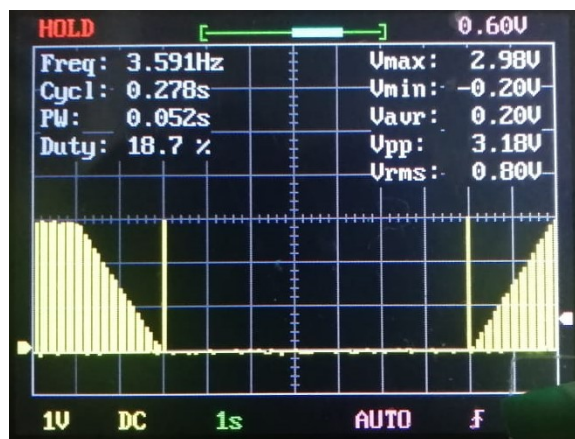 HOLD 0.60V
Freq: 3.591Hz Vmax: 2.98V
Cycl: 0.278s Vmin: -0.20V
PW: 0.052s Vavr: 0.20V
Duty: 18.7 % Vpp: 3.18V
Vrms: 0.80V
1V DC 1s AUTO